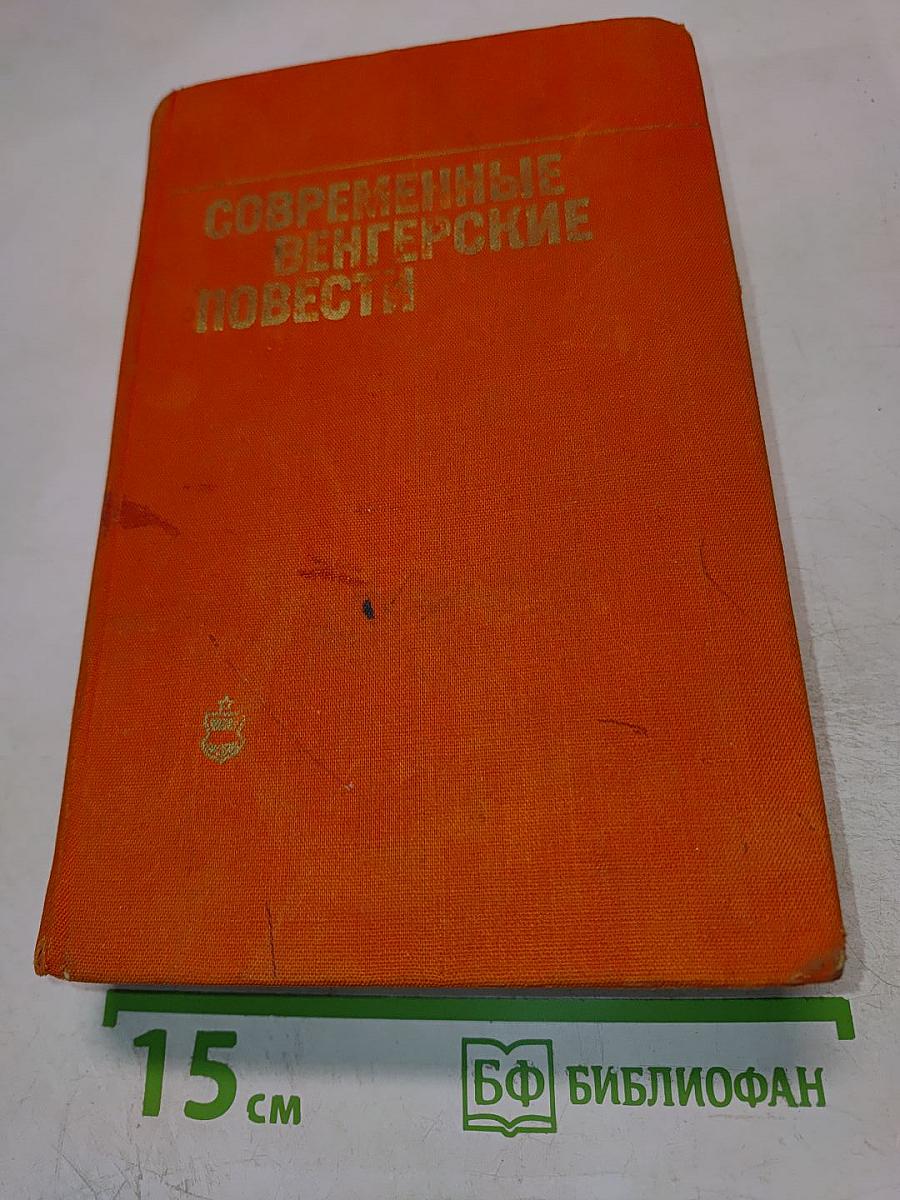 СОВРЕМЕННЫЕ
ВЕНГЕРСКИЕ
ПОВЕСТИ
15 см
БФ БИБЛИОФАН